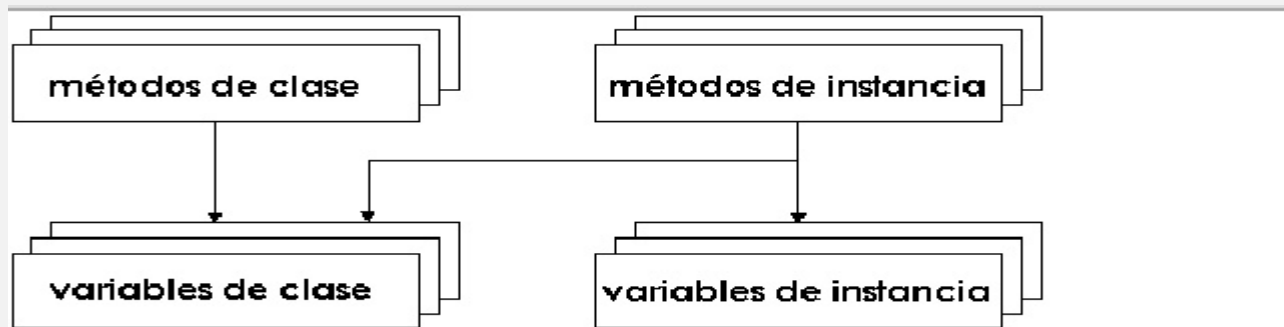 métodos de clase
métodos de instancia
variables de clase
variables de instancia